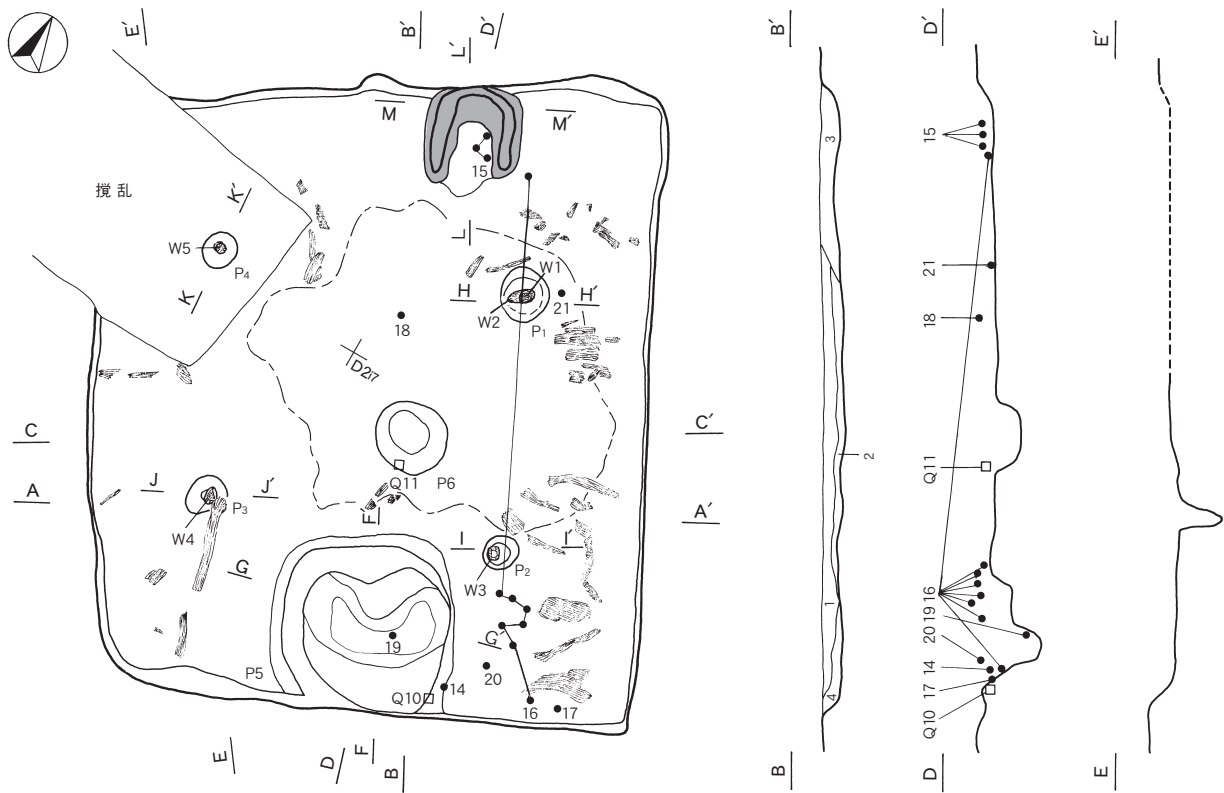 E′
B′
L′
D′
B′
D′
E′
M
M′
15
3
15
撹乱
K′
W5
P4
K
L
W1
H
H′
W2
21
P1
21
18
18
D2i7
C
C′
Q11
P6
Q11
2
A
A′
J
J′
P3
W4
F′
I
I′
P2
W3
G
G′
1
16
19
20
19
P5
20
14
Q10
14
16
17
17
Q10
4
E
D
F
B
B
D
E